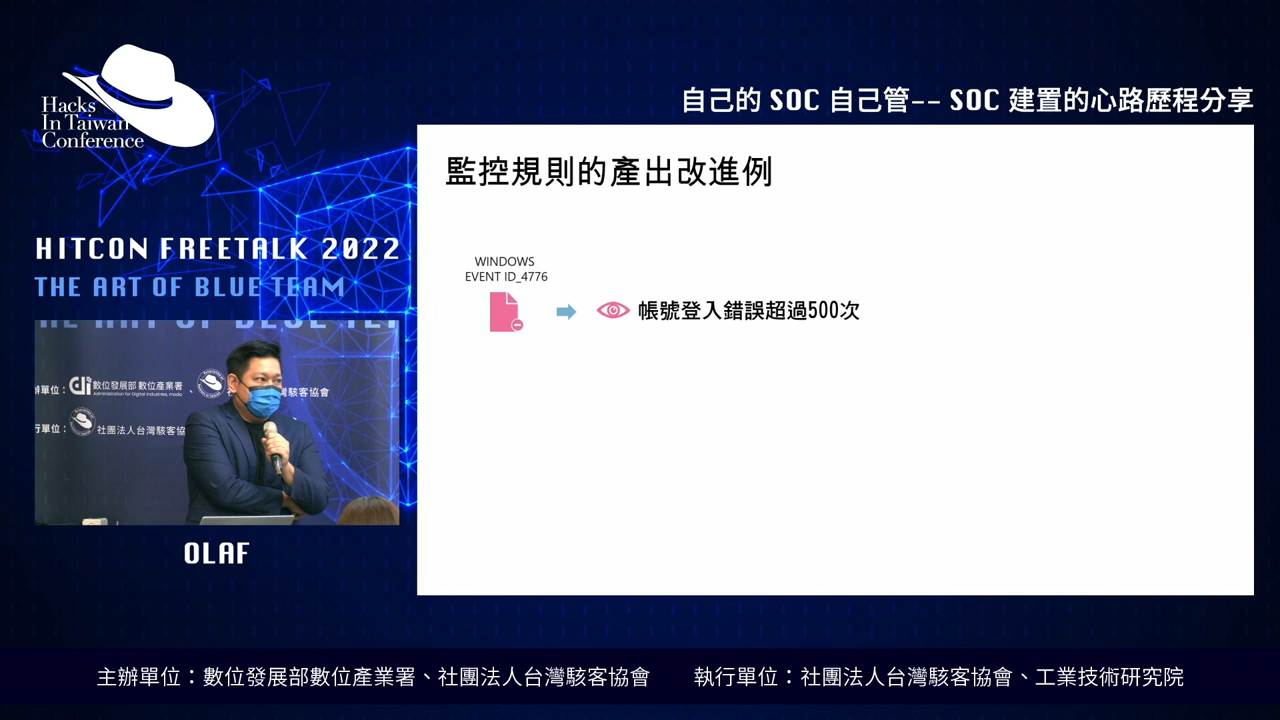 Hacks
In Taiwan
Conference
自己的 SOC 自己管-- SOC 建置的心路歷程分享
監控規則的產出改進例
HITCON FREETALK 2022
THE ART OF BLUE TEAM
WINDOWS
EVENT ID_4776
帳號登入錯誤超過500次
數位發展部 數位產業署
Administration for Digital Industries, moda
灣駭客協會
社團法人台灣駭客協
OLAF
主辦單位：數位發展部數位產業署、社團法人台灣駭客協會
執行單位：社團法人台灣駭客協會、工業技術研究院